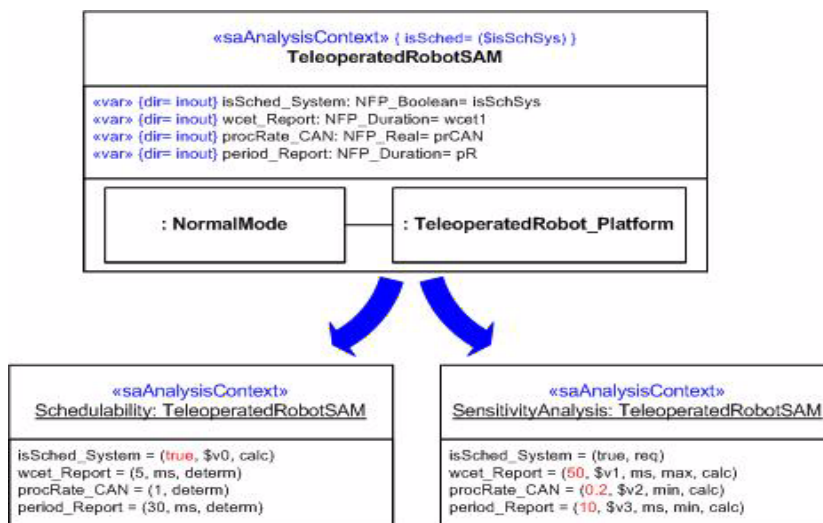 «saAnalysisContext» { isSched= ($isSchSys) }
TeleoperatedRobotSAM
«var» {dir= inout} isSched_System: NFP_Boolean= isSchSys
«var» {dir= inout} wcet_Report: NFP_Duration= wcet1
«var» {dir= inout} procRate_CAN: NFP_Real= prCAN
«var» {dir= inout} period_Report: NFP_Duration= pR
: NormalMode
: TeleoperatedRobot_Platform
«saAnalysisContext»
Schedulability: TeleoperatedRobotSAM
isSched_System = (true, $v0, calc)
wcet_Report = (5, ms, determ)
procRate_CAN = (1, determ)
period_Report = (30, ms, determ)
«saAnalysisContext»
SensitivityAnalysis: TeleoperatedRobotSAM
isSched_System = (true, req)
wcet_Report = (50, $v1, ms, max, calc)
procRate_CAN = (0.2, $v2, min, calc)
period_Report = (10, $v3, ms, min, calc)